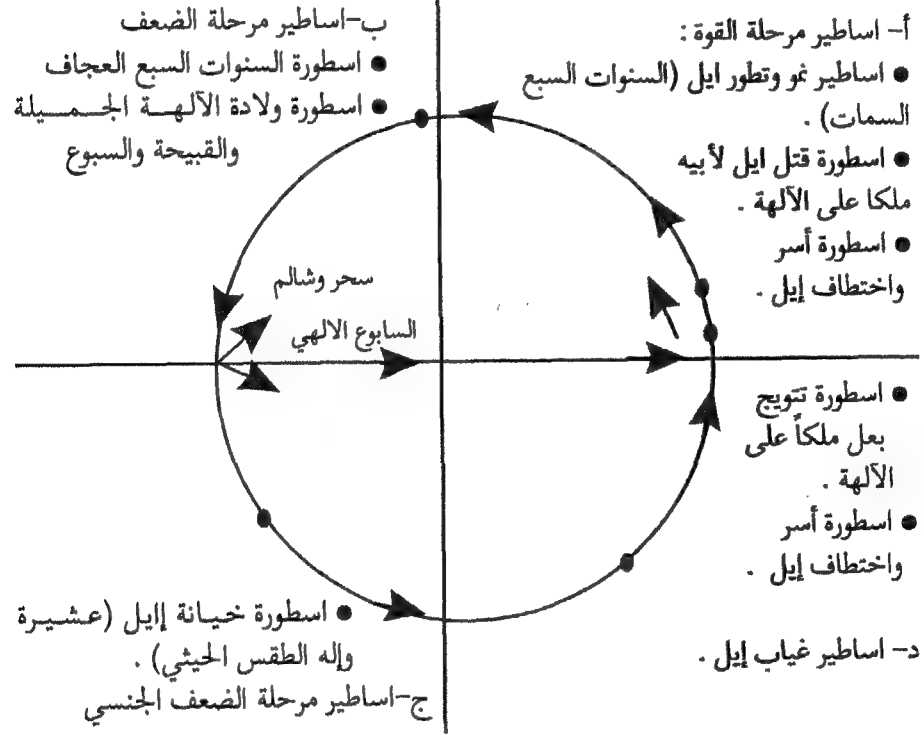 أ- اساطير مرحلة القوة :
● اساطير نمو وتطور ايل (السنوات السبع
السمات) .
● اسطورة قتل ايل لأبيه
ملكا على الآلهة .
● اسطورة أسر
واختطاف إيل .
ب-اساطير مرحلة الضعف
● اسطورة السنوات السبع العجاف
● اسطورة ولادة الآلهة الجميلة
والقبيحة والسبوع
سحر وشالم
السابوع الالهي
● اسطورة تتويج
بعل ملكاً على
الآلهة .
● اسطورة أسر
واختطاف إيل .
د- اساطير غياب إيل .
● اسطورة خيانة إايل (عشيرة
وإله الطقس الحيثي) .
ج-اساطير مرحلة الضعف الجنسي